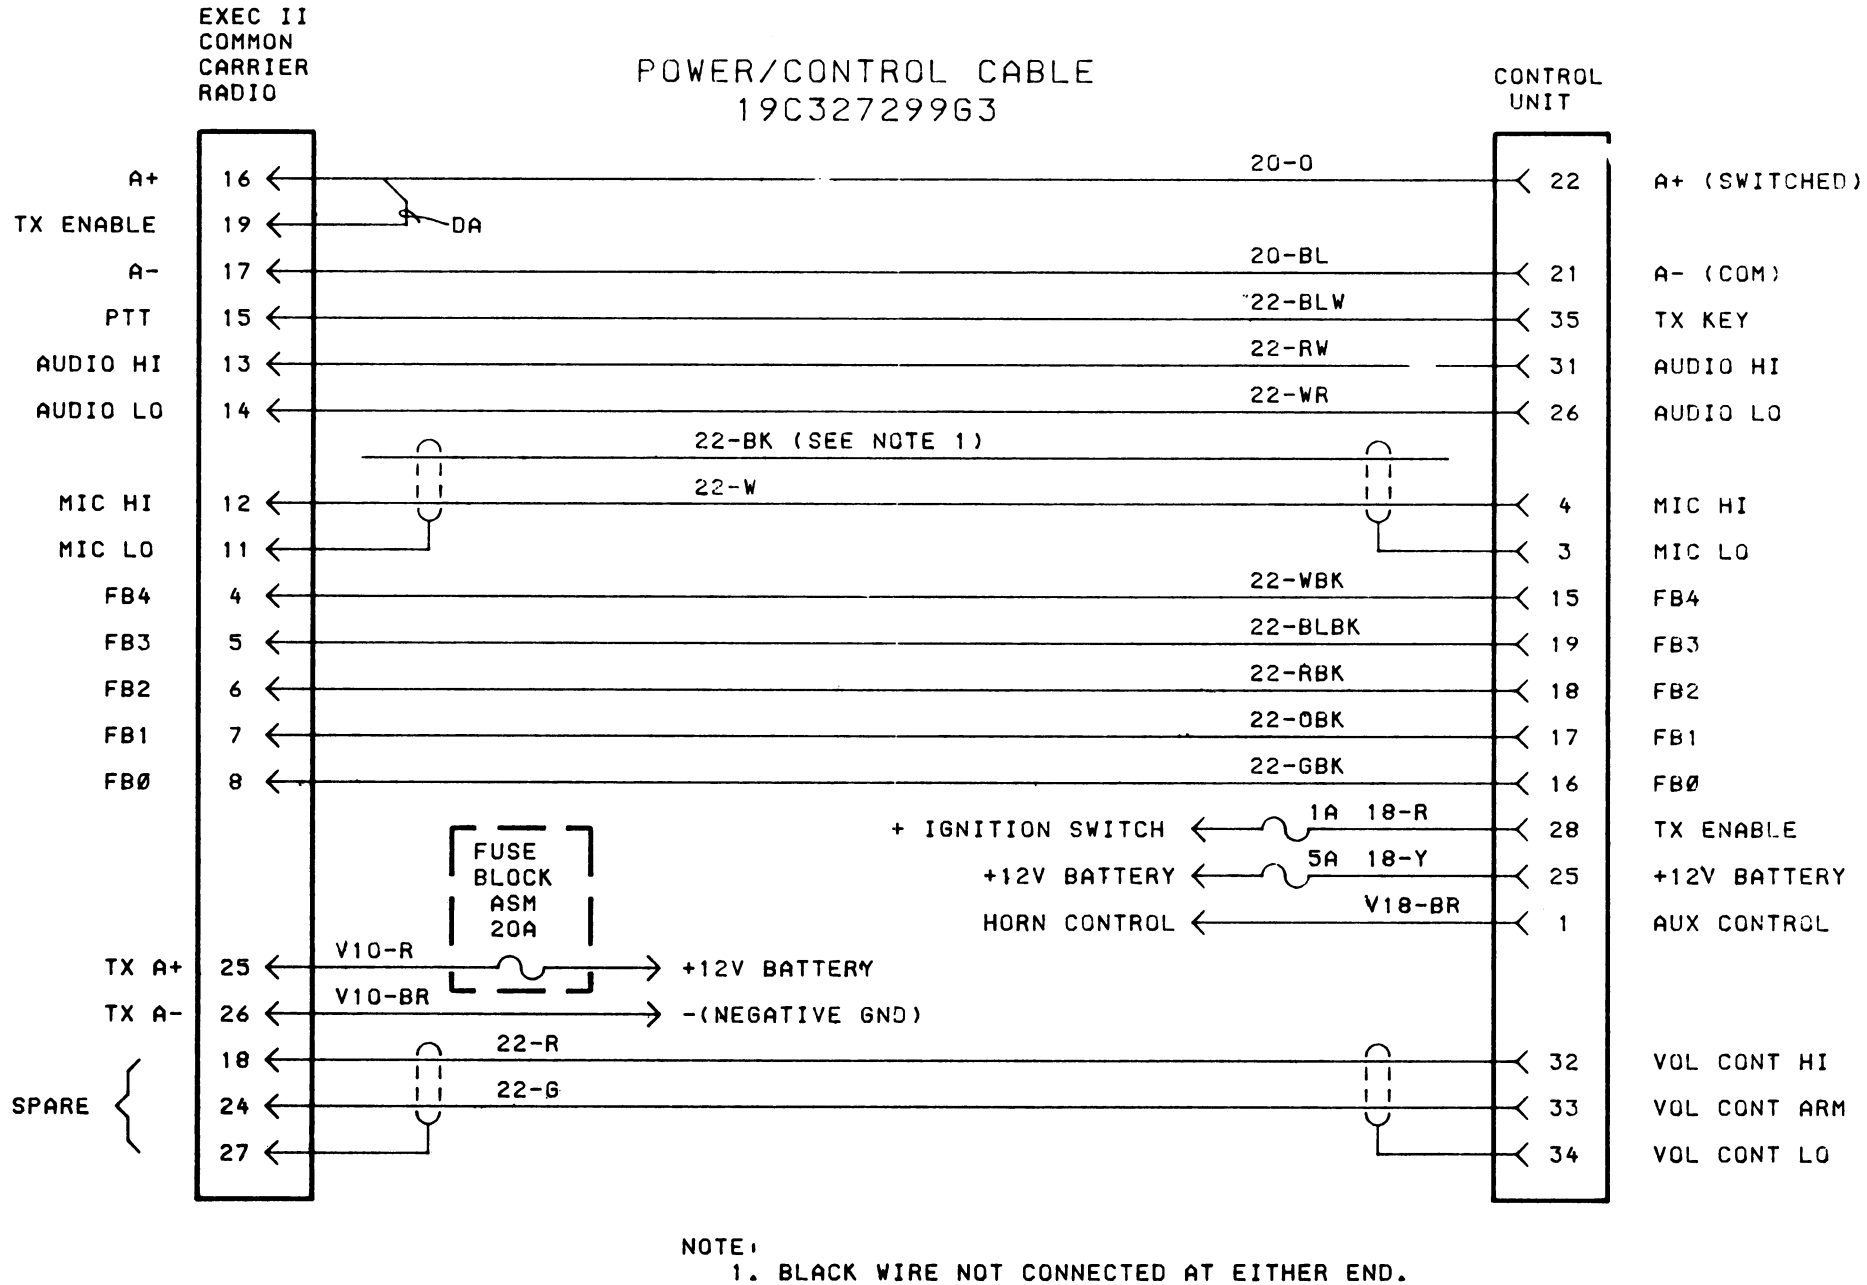 EXEC II
COMMON
CARRIER
RADIO
POWER/CONTROL CABLE
19C327299G3
CONTROL
UNIT
A+ 16 20-O 22 A+ (SWITCHED)
TX ENABLE 19 DA
A- 17 20-BL 21 A- (COM)
PTT 15 22-BLW 35 TX KEY
AUDIO HI 13 22-RW 31 AUDIO HI
AUDIO LO 14 22-WR 26 AUDIO LO
22-BK (SEE NOTE 1)
MIC HI 12 22-W 4 MIC HI
MIC LO 11 3 MIC LO
FB4 4 22-WBK 15 FB4
FB3 5 22-BLBK 19 FB3
FB2 6 22-RBK 18 FB2
FB1 7 22-OBK 17 FB1
FBØ 8 22-GBK 16 FBØ
+ IGNITION SWITCH 1A 18-R 28 TX ENABLE
FUSE
BLOCK
ASM
20A
+12V BATTERY 5A 18-Y 25 +12V BATTERY
HORN CONTROL V18-BR 1 AUX CONTROL
TX A+ 25 V10-R +12V BATTERY
TX A- 26 V10-BR -(NEGATIVE GND)
SPARE
18 22-R 32 VOL CONT HI
24 22-G 33 VOL CONT ARM
27 34 VOL CONT LO
NOTE:
1. BLACK WIRE NOT CONNECTED AT EITHER END.